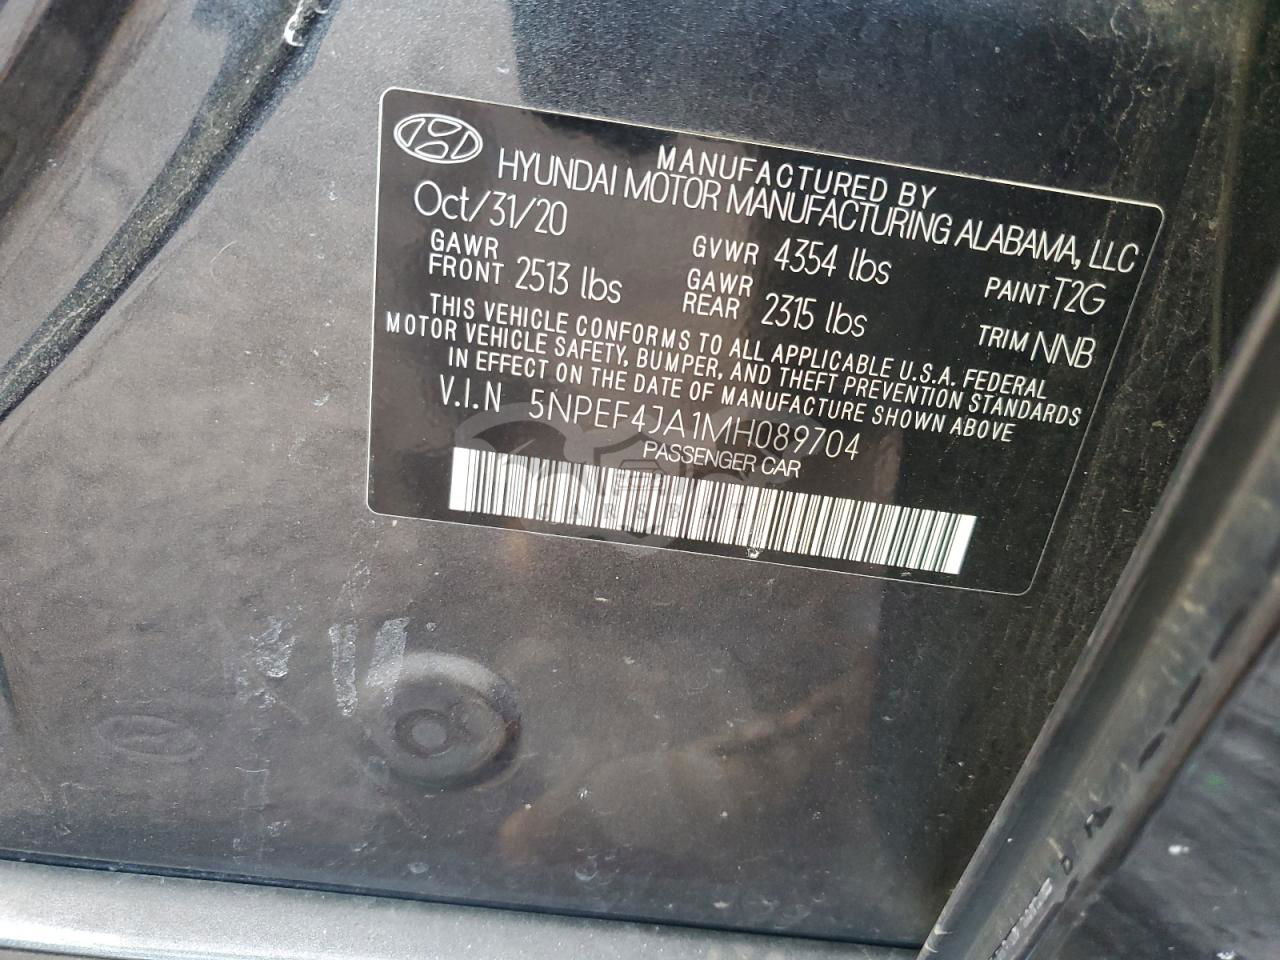 MANUFACTURED BY
HYUNDAI MOTOR MANUFACTURING ALABAMA, LLC
Oct/31/20
GVWR 4354 lbs
PAINT T2G
GAWR FRONT 2513 lbs
GAWR REAR 2315 lbs
TRIM NNB
THIS VEHICLE CONFORMS TO ALL APPLICABLE U.S.A. FEDERAL
MOTOR VEHICLE SAFETY, BUMPER, AND THEFT PREVENTION STANDARDS
IN EFFECT ON THE DATE OF MANUFACTURE SHOWN ABOVE
V.I.N 5NPEF4JA1MH089704
PASSENGER CAR